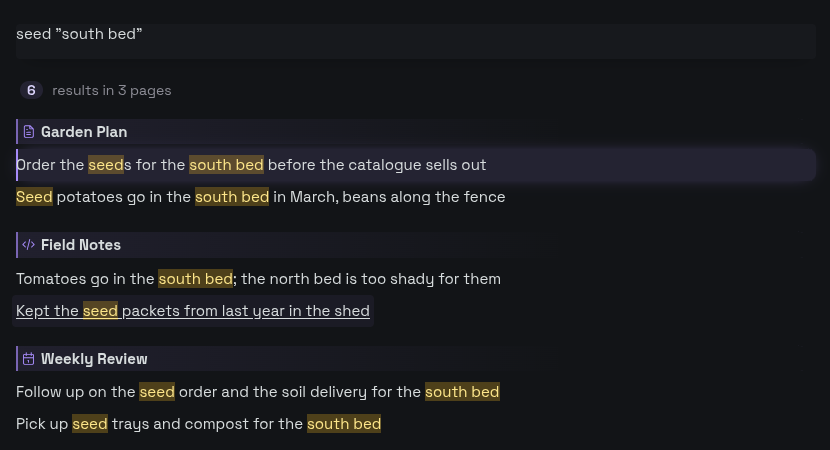 seed "south bed"
6 results in 3 pages
Garden Plan
Order the seeds for the south bed before the catalogue sells out
Seed potatoes go in the south bed in March, beans along the fence
Field Notes
Tomatoes go in the south bed; the north bed is too shady for them
Kept the seed packets from last year in the shed
Weekly Review
Follow up on the seed order and the soil delivery for the south bed
Pick up seed trays and compost for the south bed